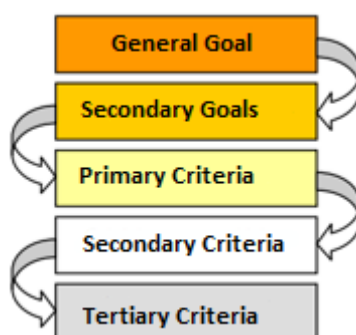 General Goal
Secondary Goals
Primary Criteria
Secondary Criteria
Tertiary Criteria